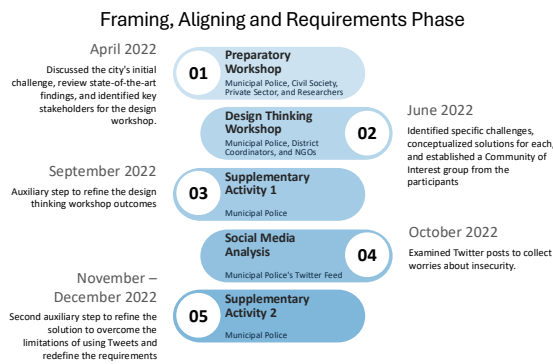 Framing, Aligning and Requirements Phase
April 2022
Discussed the city's initial
challenge, review state-of-the-art
findings, and identified key
stakeholders for the design
workshop.
01
Preparatory
Workshop
Municipal Police, Civil Society,
Private Sector, and Researchers
Design Thinking
Workshop
Municipal Police, District
Coordinators, and NGOs
02
June 2022
Identified specific challenges,
conceptualized solutions for each,
and established a Community of
Interest group from the
participants
September 2022
Auxiliary step to refine the design
thinking workshop outcomes
03
Supplementary
Activity 1
Municipal Police
Social Media
Analysis
Municipal Police's Twitter Feed
04
October 2022
Examined Twitter posts to collect
worries about insecurity.
November –
December 2022
Second auxiliary step to refine the
solution to overcome the
limitations of using Tweets and
redefine the requirements
05
Supplementary
Activity 2
Municipal Police